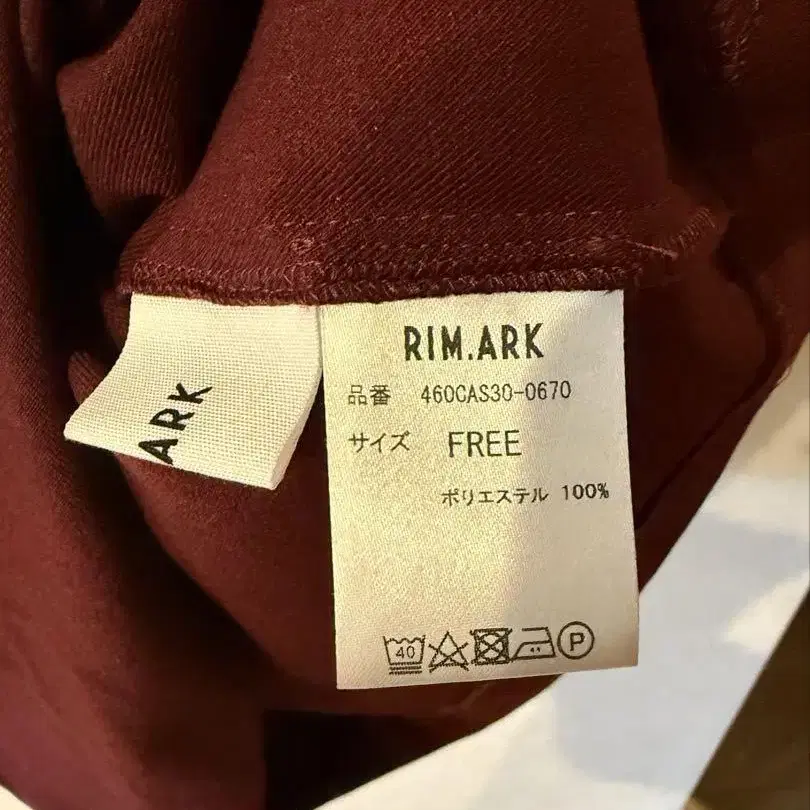 ARK
RIM.ARK
品番 460CAS30-0670
サイズ FREE
ポリエステル 100%
40 P